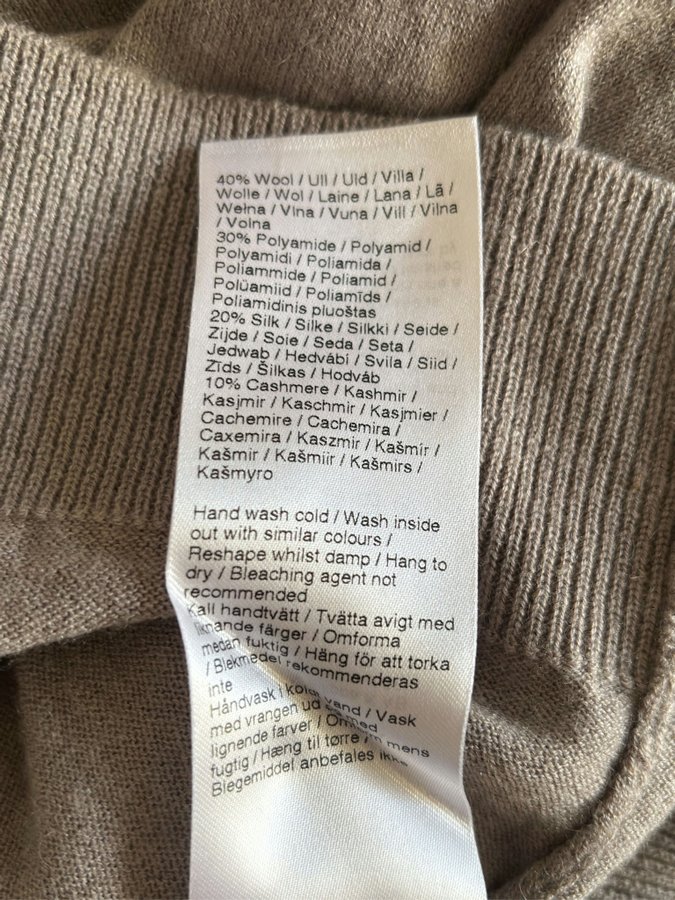 40% Wool / Ull / Uld / Villa /
Wolle / Wol / Laine / Lana / Lã /
Wełna / Vlna / Vuna / Vill / Vilna
/ Volna
30% Polyamide / Polyamid /
Polyamidi / Poliamida /
Poliammide / Poliamid /
Polüamiid / Poliamīds /
Poliamidinis pluoštas
20% Silk / Silke / Silkki / Seide /
Zijde / Soie / Seda / Seta /
Jedwab / Hedvábí / Svila / Siid /
Zīds / Šilkas / Hodváb
10% Cashmere / Kashmir /
Kasjmir / Kaschmir / Kasjmier /
Cachemire / Cachemira /
Caxemira / Kaszmir / Kašmír /
Kašmir / Kašmiir / Kašmirs /
Kašmyro
Hand wash cold / Wash inside
out with similar colours /
Reshape whilst damp / Hang to
dry / Bleaching agent not
recommended
Kall handtvätt / Tvätta avigt med
liknande färger / Omforma
medan fuktig / Häng för att torka
/ Blekmedel rekommenderas
inte
Håndvask i vand / Vask
med vrangen ud
lignende farver / mens
fugtig / Hæng til tørre /
Blegemiddel anbefales ikke